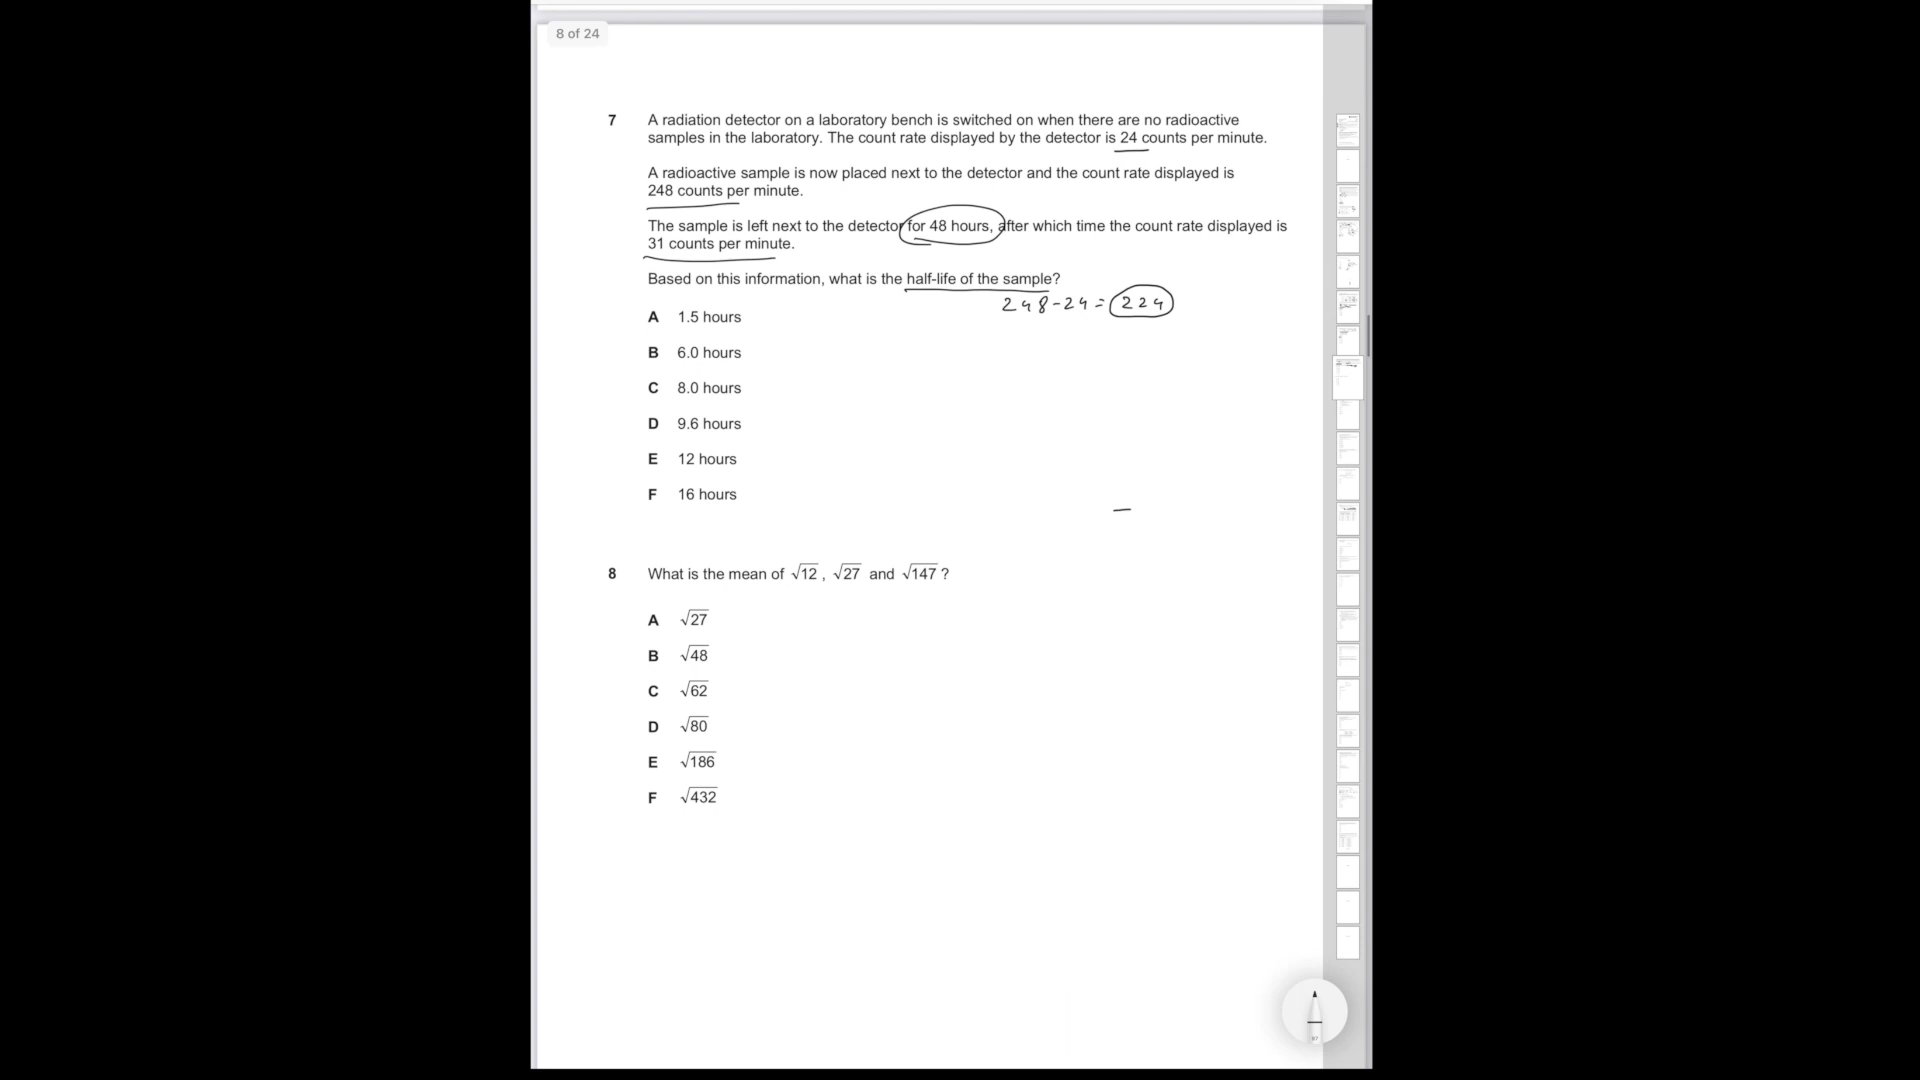 8 of 24
7 A radiation detector on a laboratory bench is switched on when there are no radioactive
samples in the laboratory. The count rate displayed by the detector is 24 counts per minute.
A radioactive sample is now placed next to the detector and the count rate displayed is
248 counts per minute.
The sample is left next to the detector for 48 hours, after which time the count rate displayed is
31 counts per minute.
Based on this information, what is the half-life of the sample?
248-24=224
A 1.5 hours
B 6.0 hours
C 8.0 hours
D 9.6 hours
E 12 hours
F 16 hours
8 What is the mean of √12, √27 and √147?
A √27
B √48
C √62
D √80
E √186
F √432